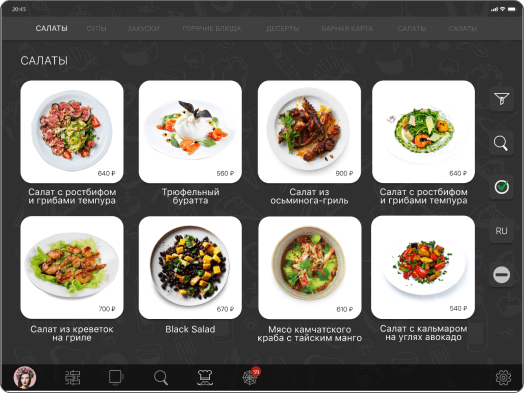 20:45
САЛАТЫ СУПЫ ЗАКУСКИ ГОРЯЧИЕ БЛЮДА ДЕСЕРТЫ БАРНАЯ КАРТА САЛАТЫ САЛАТЫ
САЛАТЫ
640 ₽ 560 ₽ 900 ₽ 640 ₽
Салат с ростбифом Трюфельный Салат из Салат с ростбифом
и грибами темпура буратта осьминога-гриль и грибами темпура
RU
700 ₽ 670 ₽ 610 ₽ 540 ₽
Салат из креветок Black Salad Мясо камчатского Салат с кальмаром
на гриле краба с тайским манго на углях авокадо
59